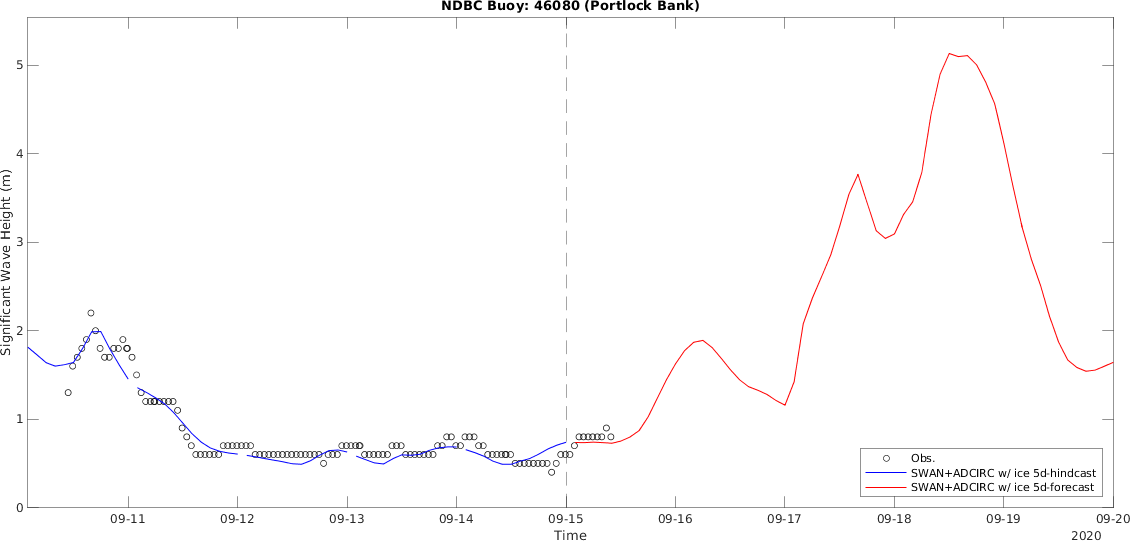 NDBC Buoy: 46080 (Portlock Bank)
5
4
3
2
1
0
Significant Wave Height (m)
Obs.
SWAN+ADCIRC w/ ice 5d-hindcast
SWAN+ADCIRC w/ ice 5d-forecast
09-11 09-12 09-13 09-14 09-15 09-16 09-17 09-18 09-19 09-20
Time
2020